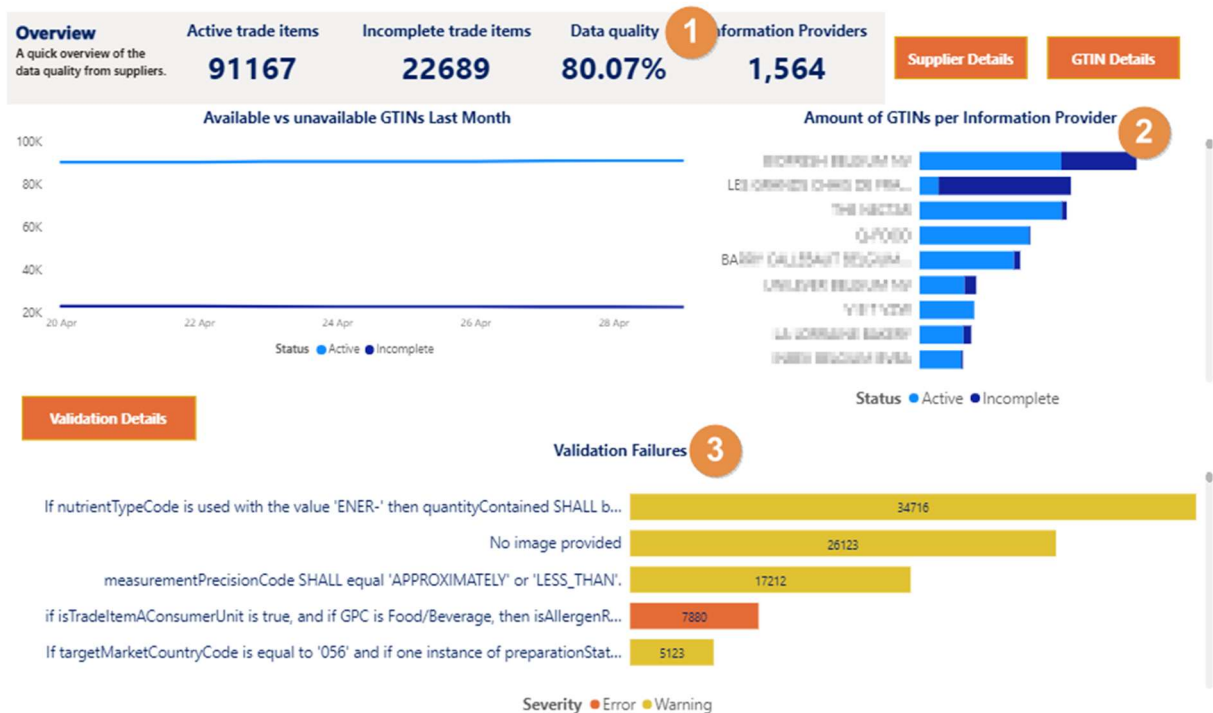 Overview
A quick overview of the
data quality from suppliers.
Active trade items
91167
Incomplete trade items
22689
Data quality
80.07%
1
nformation Providers
1,564
Supplier Details
GTIN Details
Available vs unavailable GTINs Last Month
100K
80K
60K
40K
20K
20 Apr
22 Apr
24 Apr
26 Apr
28 Apr
Status Active Incomplete
Amount of GTINs per Information Provider
2
Status Active Incomplete
Validation Details
Validation Failures
3
If nutrientTypeCode is used with the value 'ENER-' then quantityContained SHALL b...
34716
No image provided
26123
measurementPrecisionCode SHALL equal 'APPROXIMATELY' or 'LESS_THAN'.
17212
if isTradeItemAConsumerUnit is true, and if GPC is Food/Beverage, then isAllergenR...
7880
If targetMarketCountryCode is equal to '056' and if one instance of preparationStat...
5123
Severity Error Warning